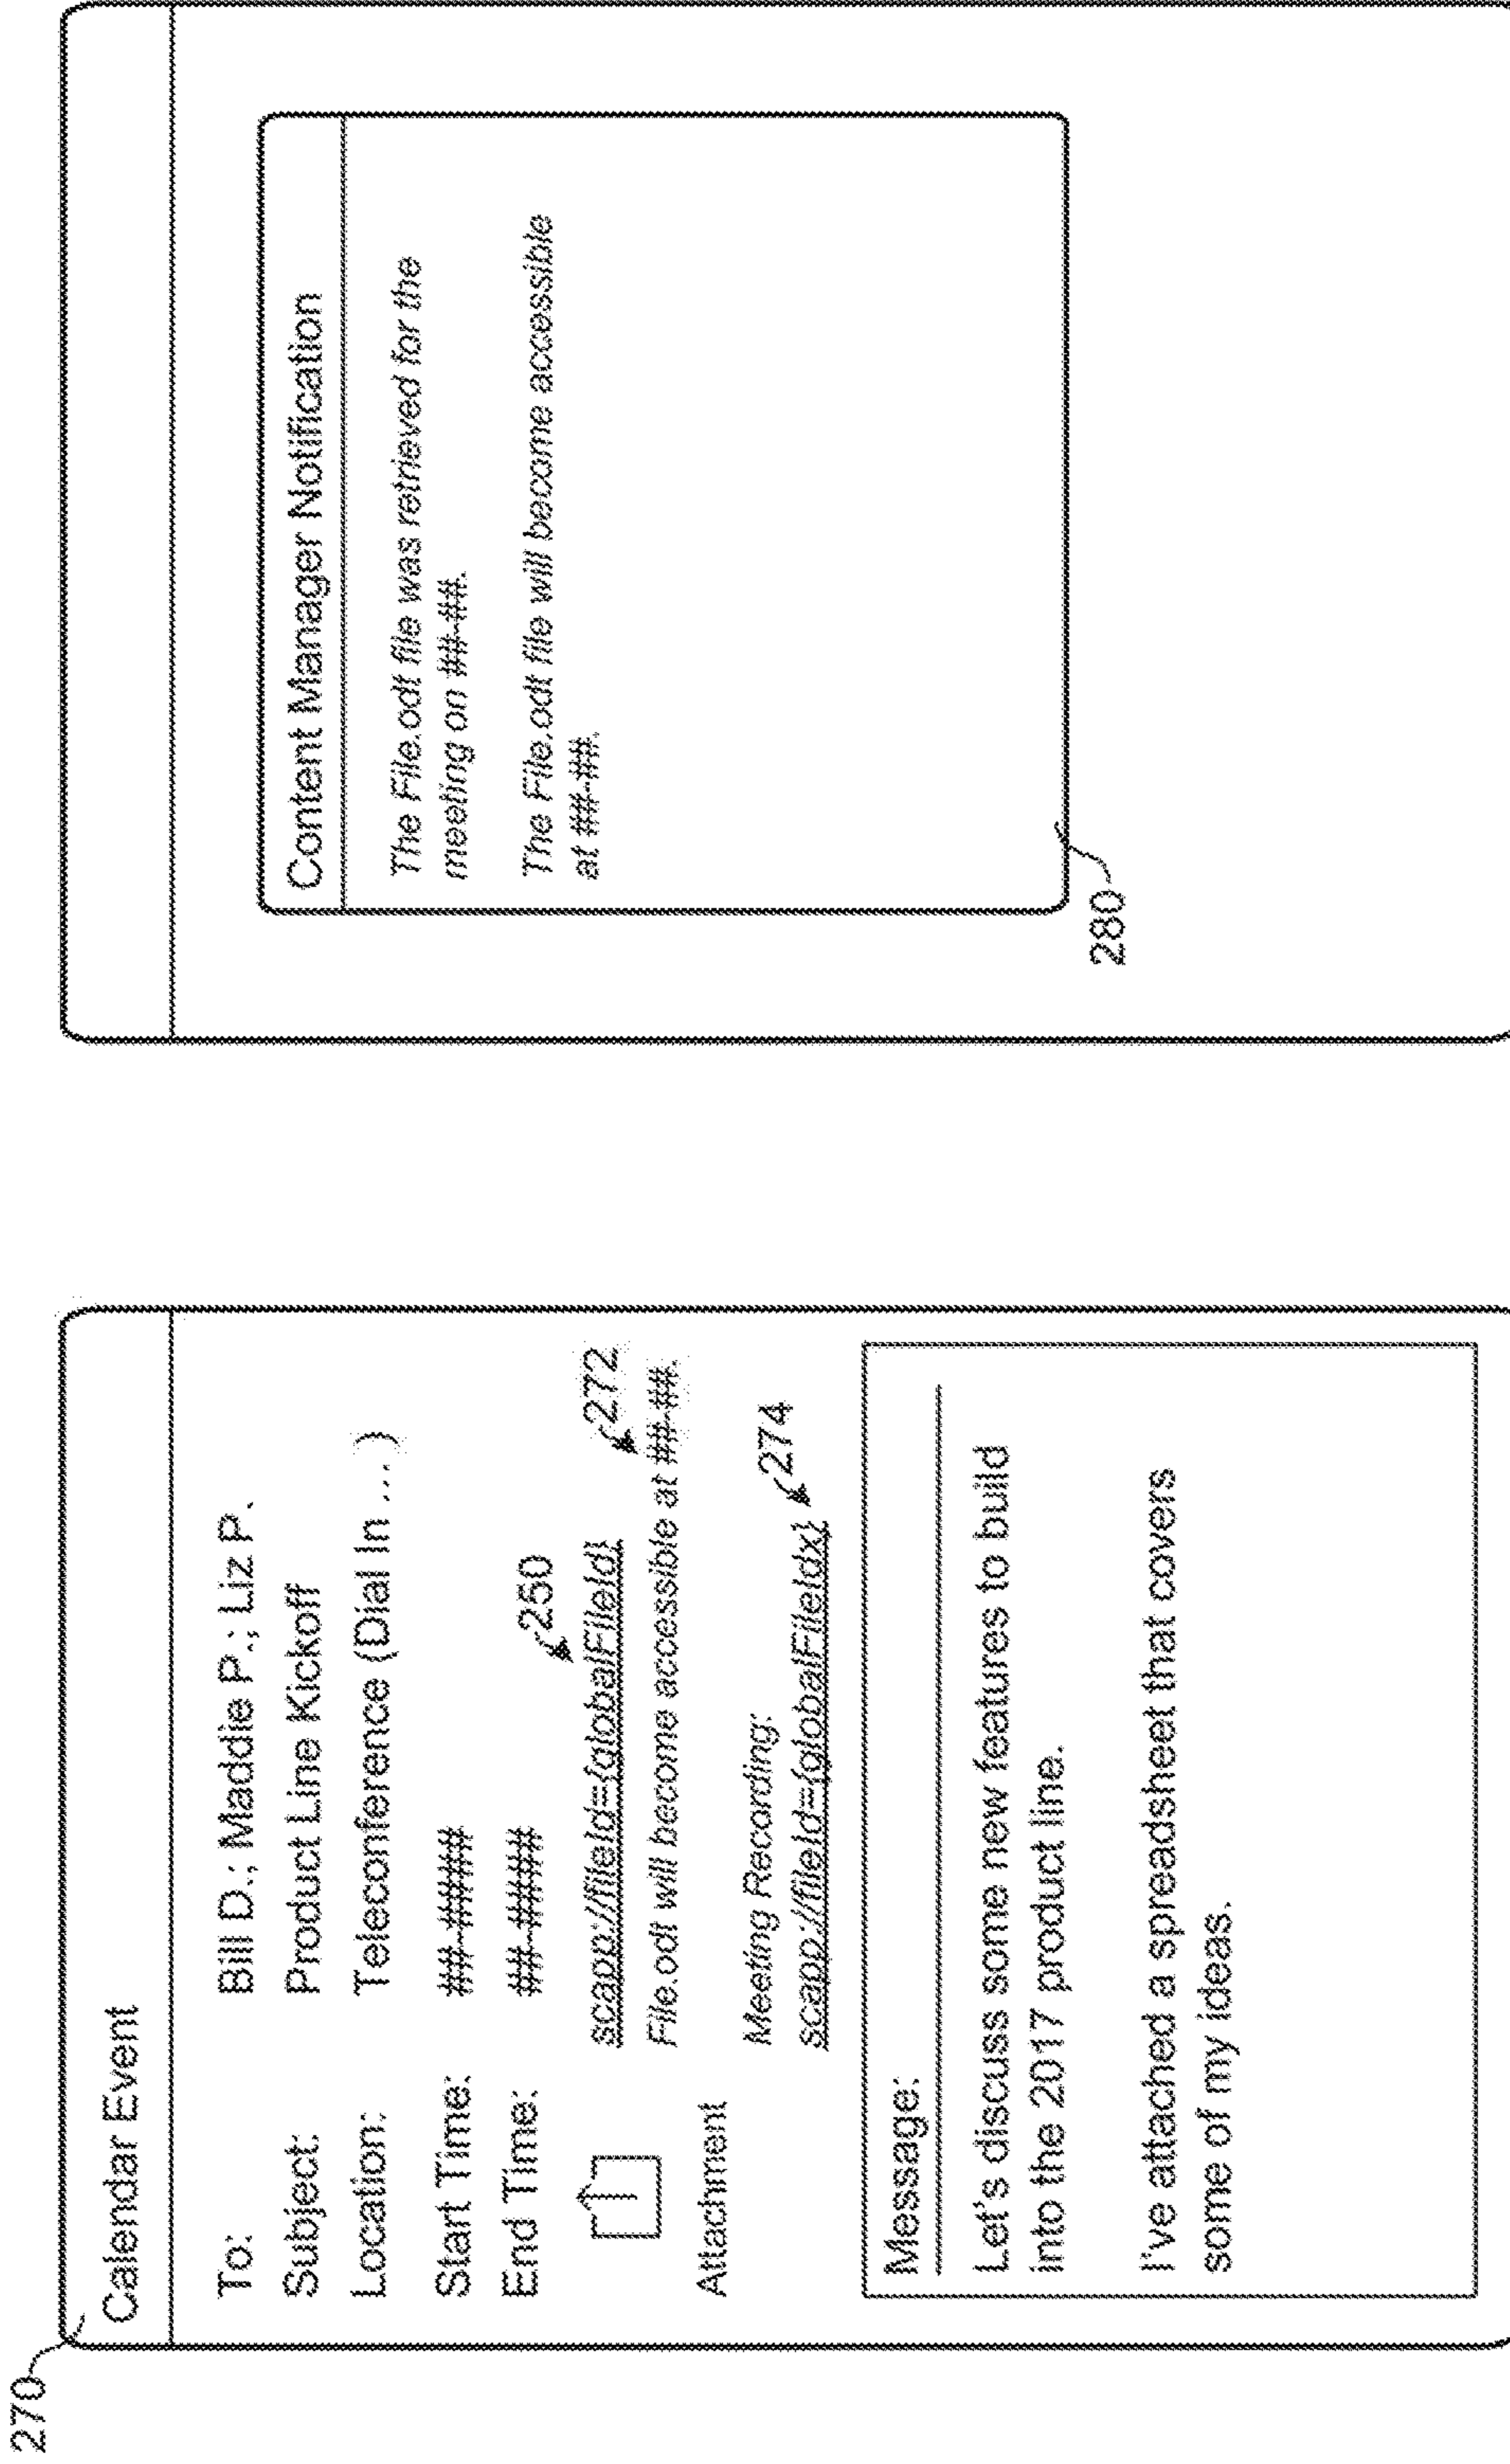 270
Calendar Event
To: Bill D.; Maddie P.; Liz P.
Subject: Product Line Kickoff
Location: Teleconference (Dial In ... )
Start Time: ##-####
End Time: ##-####
250
scapp://fileId={globalFileId}
272
File.odt will become accessible at ##-##.
Attachment
Meeting Recording:
274
scapp://fileId={globalFileIdx}
Message:
Let's discuss some new features to build
into the 2017 product line.
I've attached a spreadsheet that covers
some of my ideas.
Content Manager Notification
The File.odt file was retrieved for the
meeting on ##-##.
The File.odt file will become accessible
at ##-##.
280